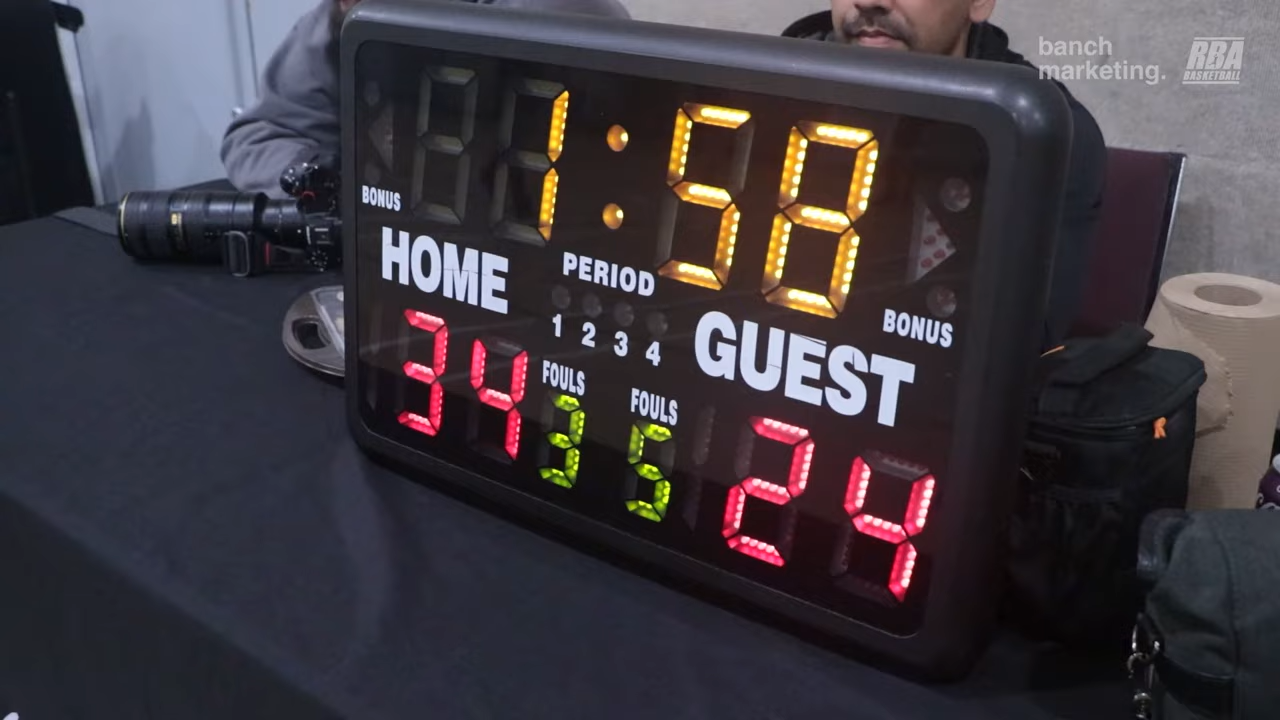 banch
marketing.
RBA
BASKETBALL
1:58
BONUS
HOME
PERIOD
1 2 3 4
GUEST
BONUS
FOULS
FOULS
34
3
5
24